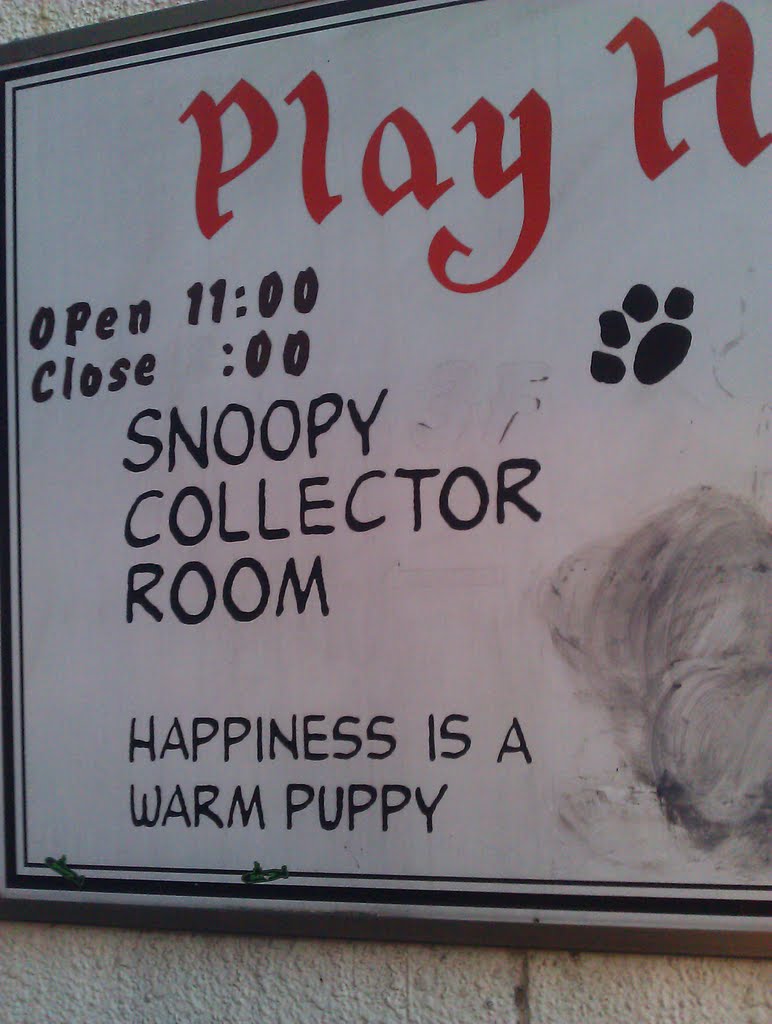 Play H
OPen 11:00
Close :00
SNOOPY
COLLECTOR
ROOM
HAPPINESS IS A
WARM PUPPY